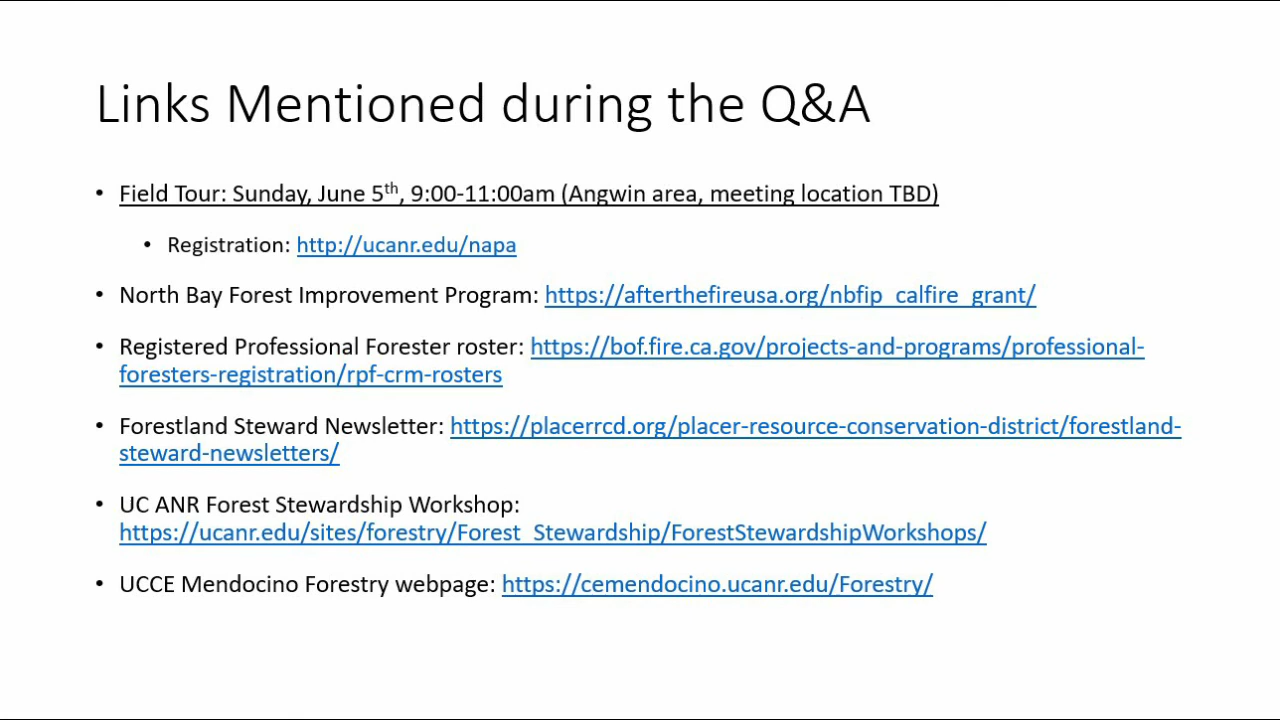 Links Mentioned during the Q&A
• Field Tour: Sunday, June 5th, 9:00-11:00am (Angwin area, meeting location TBD)
• Registration: http://ucanr.edu/napa
• North Bay Forest Improvement Program: https://afterthefireusa.org/nbfip_calfire_grant/
• Registered Professional Forester roster: https://bof.fire.ca.gov/projects-and-programs/professional-
foresters-registration/rpf-crm-rosters
• Forestland Steward Newsletter: https://placerrcd.org/placer-resource-conservation-district/forestland-
steward-newsletters/
• UC ANR Forest Stewardship Workshop:
https://ucanr.edu/sites/forestry/Forest_Stewardship/ForestStewardshipWorkshops/
• UCCE Mendocino Forestry webpage: https://cemendocino.ucanr.edu/Forestry/